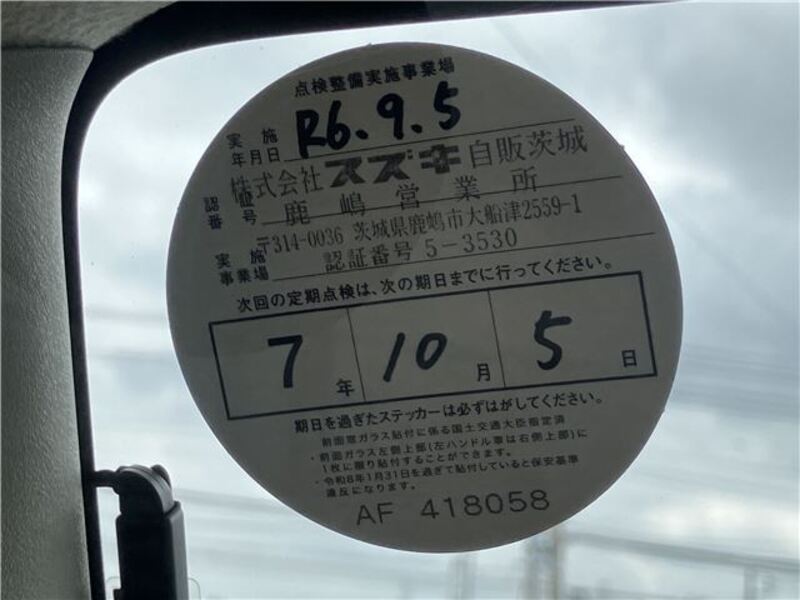 点検整備実施事業場
実施年月日 R6.9.5
株式会社スズキ自販茨城
認証番号 鹿嶋営業所
〒314-0036 茨城県鹿嶋市大船津2559-1
実施事業場 認証番号 5-3530
次回の定期点検は、次の期日までに行ってください。
7年 10月 5日
期日を過ぎたステッカーは必ずはがしてください。
前面窓ガラス貼付に係る国土交通大臣指定済
・前面ガラス左側上部(左ハンドル車は右側上部)に
1枚に限り貼付することができます。
・令和8年1月31日を過ぎて貼付していると保安基準
違反になります。
AF 418058